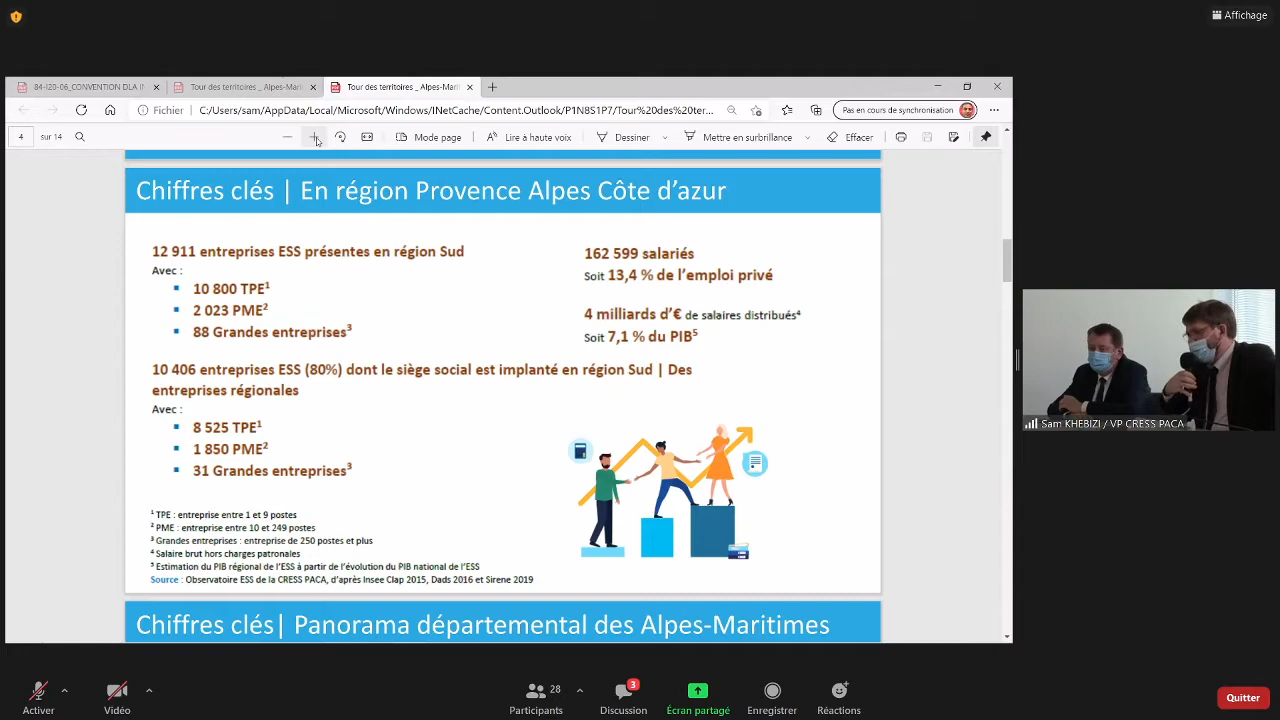 Affichage
84-I20-06_CONVENTION DLA IN
Tour des territoires _ Alpes-Marit
Tour des territoires _ Alpes-Marit
Fichier
C:/Users/sam/AppData/Local/Microsoft/Windows/INetCache/Content.Outlook/P1N8S1P7/Tour%20des%20ter...
Pas en cours de synchronisation
4 sur 14
Mode page
Lire à haute voix
Dessiner
Mettre en surbrillance
Effacer
Chiffres clés | En région Provence Alpes Côte d’azur
12 911 entreprises ESS présentes en région Sud
Avec :
▪ 10 800 TPE¹
▪ 2 023 PME²
▪ 88 Grandes entreprises³
162 599 salariés
Soit 13,4 % de l’emploi privé
4 milliards d’€ de salaires distribués⁴
Soit 7,1 % du PIB⁵
10 406 entreprises ESS (80%) dont le siège social est implanté en région Sud | Des
entreprises régionales
Avec :
▪ 8 525 TPE¹
▪ 1 850 PME²
▪ 31 Grandes entreprises³
¹ TPE : entreprise entre 1 et 9 postes
² PME : entreprise entre 10 et 249 postes
³ Grandes entreprises : entreprise de 250 postes et plus
⁴ Salaire brut hors charges patronales
⁵ Estimation du PIB régional de l’ESS à partir de l’évolution du PIB national de l’ESS
Source : Observatoire ESS de la CRESS PACA, d’après Insee Clap 2015, Dads 2016 et Sirene 2019
Chiffres clés| Panorama départemental des Alpes-Maritimes
Sam KHEBIZI / VP CRESS PACA
Activer
Vidéo
28
Participants
3
Discussion
Écran partagé
Enregistrer
Réactions
Quitter